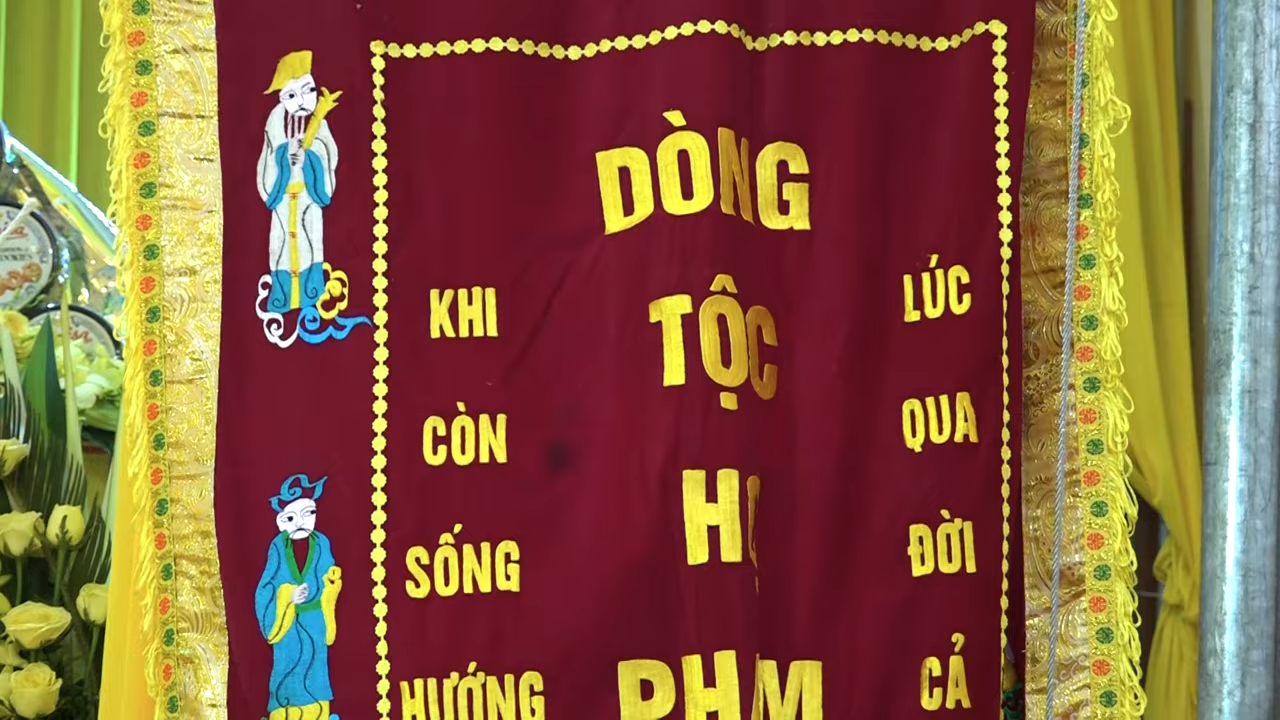 DÒNG
TỘC
KHI
CÒN
SỐNG
HƯỚNG
LÚC
QUA
ĐỜI
CẢ